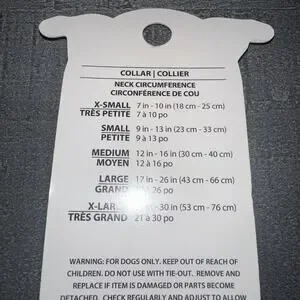 COLLAR | COLLIER
NECK CIRCUMFERENCE
CIRCONFÉRENCE DE COU
X-SMALL 7 in - 10 in (18 cm - 25 cm)
TRÈS PETITE 7 à 10 po
SMALL 9 in - 13 in (23 cm - 33 cm)
PETITE 9 à 13 po
MEDIUM 12 in - 16 in (30 cm - 40 cm)
MOYEN 12 à 16 po
LARGE 17 in - 26 in (43 cm - 66 cm)
GRAND 26 po
X-LAR - 30 in (53 cm - 76 cm)
TRÈS GRAND 21 à 30 po
WARNING: FOR DOGS ONLY. KEEP OUT OF REACH OF
CHILDREN. DO NOT USE WITH TIE-OUT. REMOVE AND
REPLACE IF ITEM IS DAMAGED OR PARTS BECOME
DETACHED. CHECK REGULARLY AND ADJUST TO ALLOW